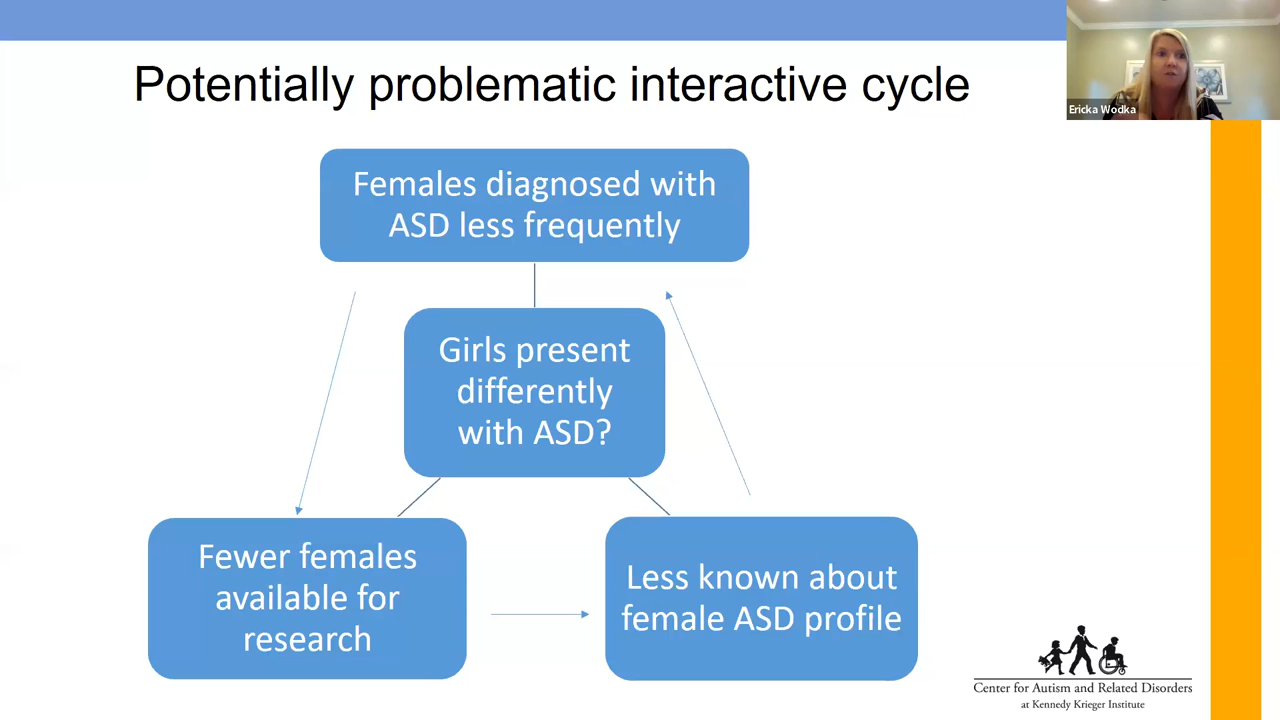 Potentially problematic interactive cycle
Ericka Wodka
Females diagnosed with
ASD less frequently
Girls present
differently
with ASD?
Fewer females
available for
research
Less known about
female ASD profile
Center for Autism and Related Disorders
at Kennedy Krieger Institute